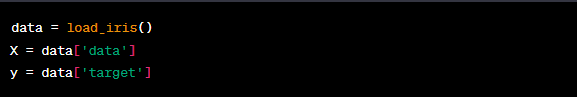 data = load_iris()
X = data['data']
y = data['target']